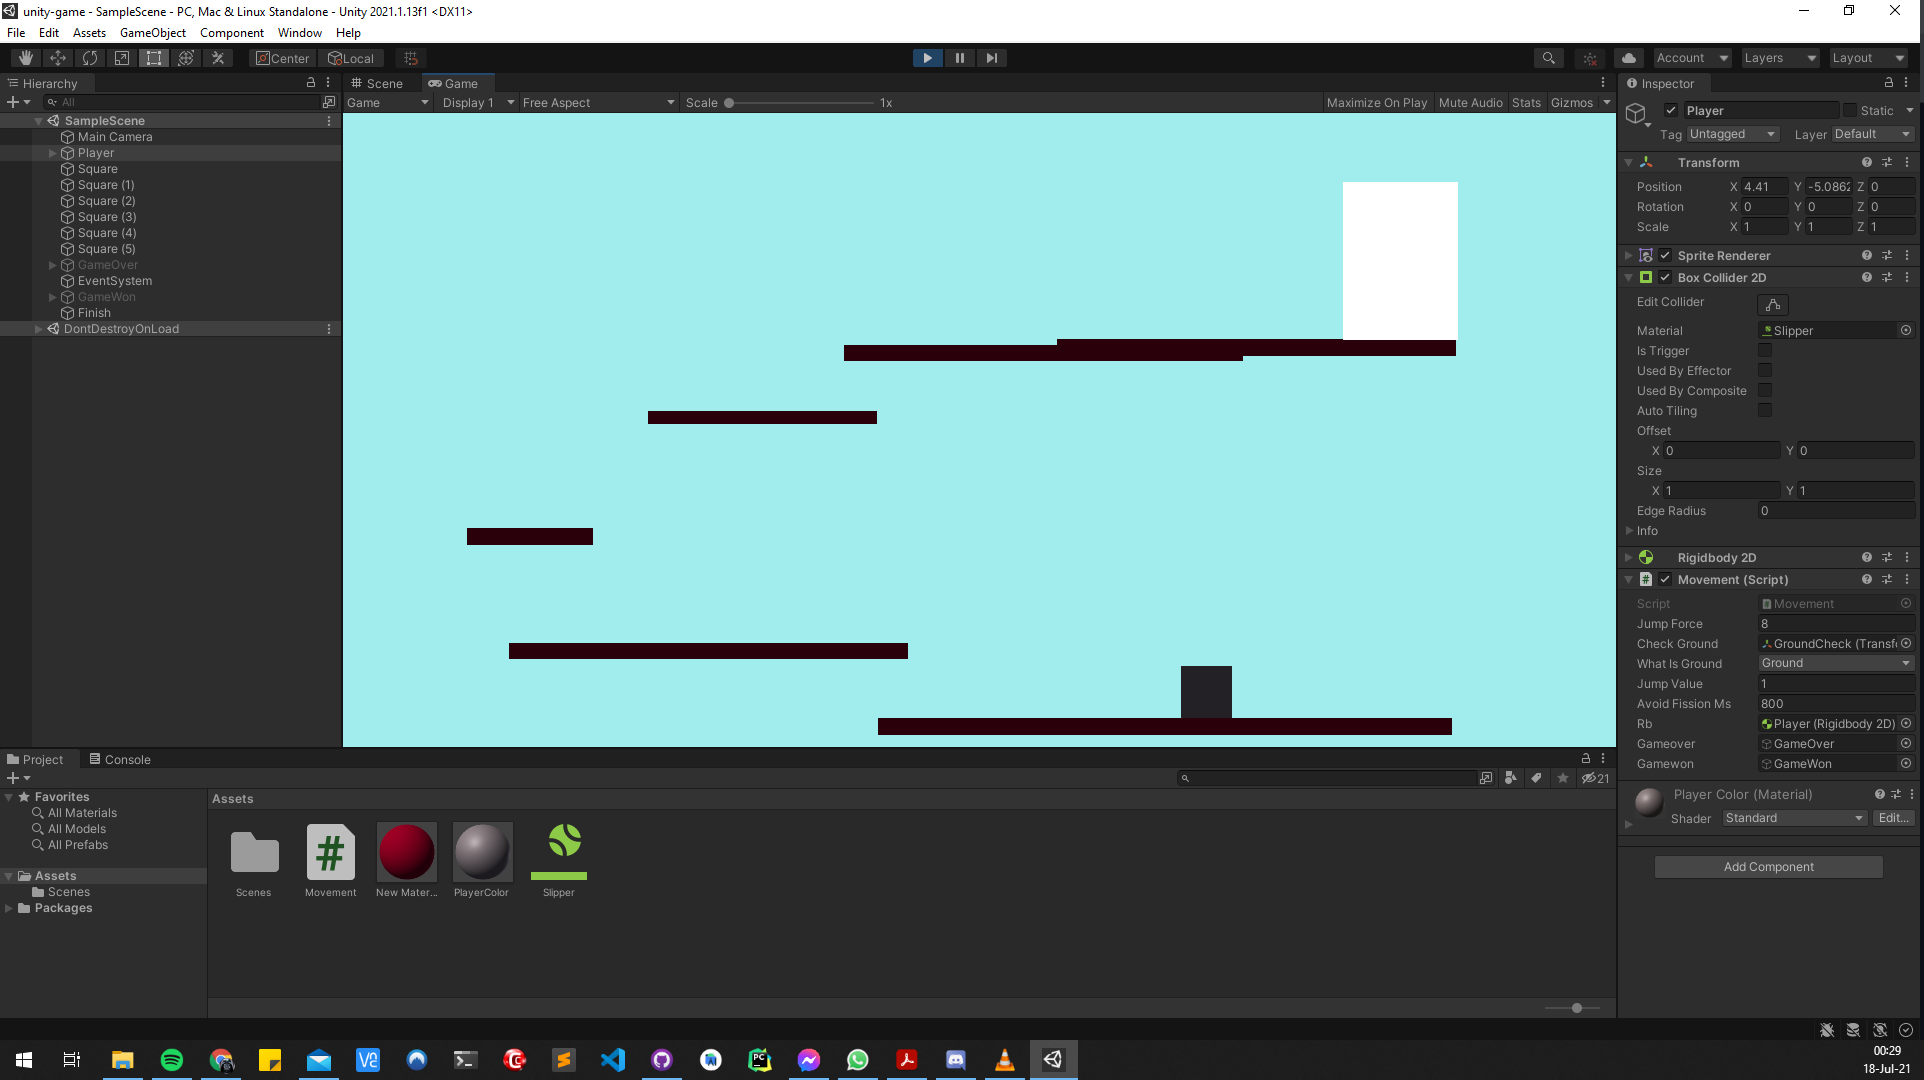 unity-game - SampleScene - PC, Mac & Linux Standalone - Unity 2021.1.13f1 <DX11>
File Edit Assets GameObject Component Window Help
Center Local Account Layers Layout
Hierarchy
All
SampleScene
Main Camera
Player
Square
Square (1)
Square (2)
Square (3)
Square (4)
Square (5)
GameOver
EventSystem
GameWon
Finish
DontDestroyOnLoad
Scene Game
Game Display 1 Free Aspect Scale 1x Maximize On Play Mute Audio Stats Gizmos
Inspector
Player Static
Tag Untagged Layer Default
Transform
Position X 4.41 Y -5.0862 Z 0
Rotation X 0 Y 0 Z 0
Scale X 1 Y 1 Z 1
Sprite Renderer
Box Collider 2D
Edit Collider
Material Slipper
Is Trigger
Used By Effector
Used By Composite
Auto Tiling
Offset
X 0 Y 0
Size
X 1 Y 1
Edge Radius 0
Info
Rigidbody 2D
# Movement (Script)
Script Movement
Jump Force 8
Check Ground GroundCheck (Transf
What Is Ground Ground
Jump Value 1
Avoid Fission Ms 800
Rb Player (Rigidbody 2D)
Gameover GameOver
Gamewon GameWon
Player Color (Material)
Shader Standard Edit...
Add Component
Project Console
21
Favorites
All Materials
All Models
All Prefabs
Assets
Scenes
Packages
Assets
Scenes Movement New Mater... PlayerColor Slipper
00:29
18-Jul-21